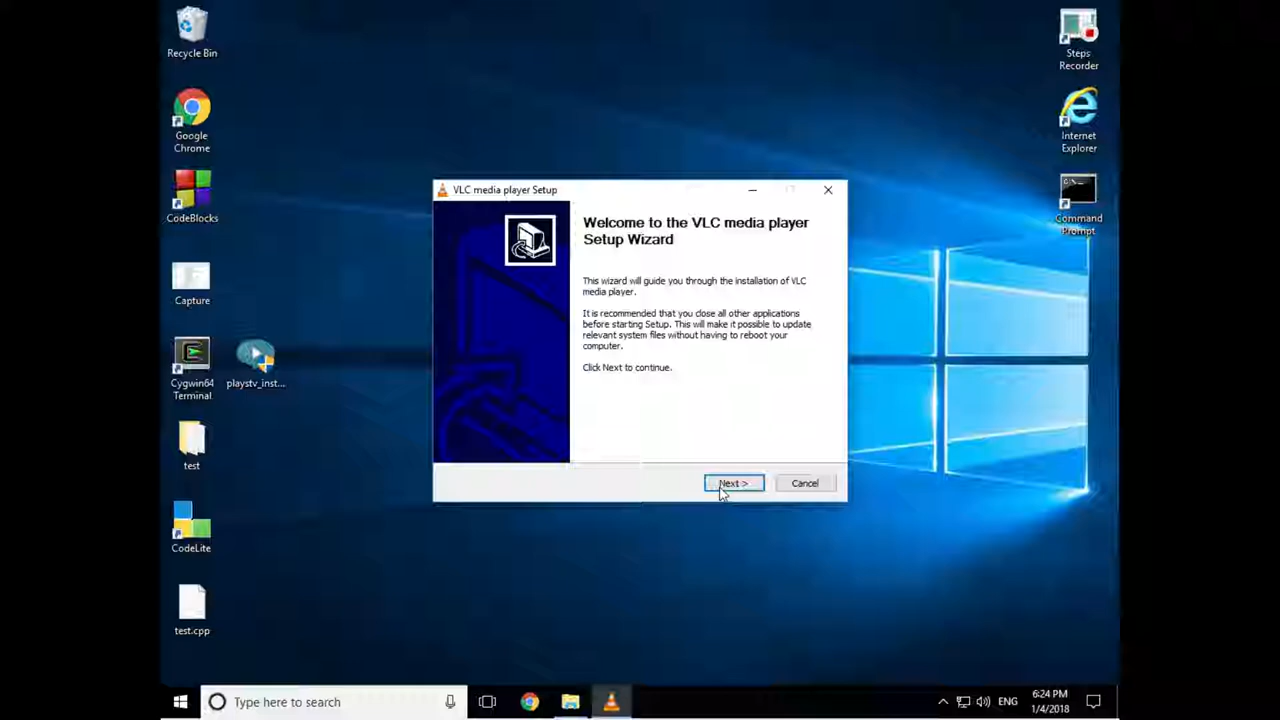 Recycle Bin
Google
Chrome
CodeBlocks
Capture
Cygwin64
Terminal
playstv_inst...
test
CodeLite
test.cpp
Steps
Recorder
Internet
Explorer
Command
Prompt
VLC media player Setup
Welcome to the VLC media player
Setup Wizard
This wizard will guide you through the installation of VLC
media player.
It is recommended that you close all other applications
before starting Setup. This will make it possible to update
relevant system files without having to reboot your
computer.
Click Next to continue.
Next >
Cancel
Type here to search
ENG
6:24 PM
1/4/2018